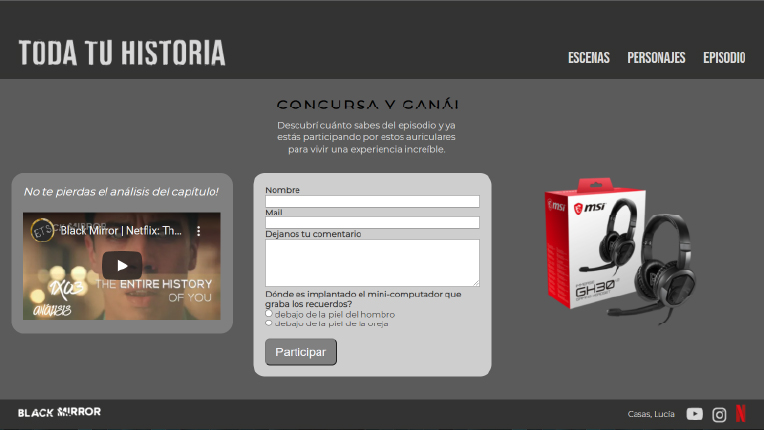 TODA TU HISTORIA
ESCENAS PERSONAJES EPISODIO
CONCURSA Y GANÁ!
Descubrí cuánto sabes del episodio y ya
estás participando por estos auriculares
para vivir una experiencia increíble.
No te pierdas el análisis del capítulo!
Black Mirror | Netflix: Th...
1X03
THE ENTIRE HISTORY
OF YOU
ANÁLISIS
Nombre
Mail
Dejanos tu comentario
Dónde es implantado el mini-computador que
graba los recuerdos?
debajo de la piel del hombro
debajo de la piel de la oreja
Participar
msi
msi
GH30
BLACK MIRROR
Casas, Lucía